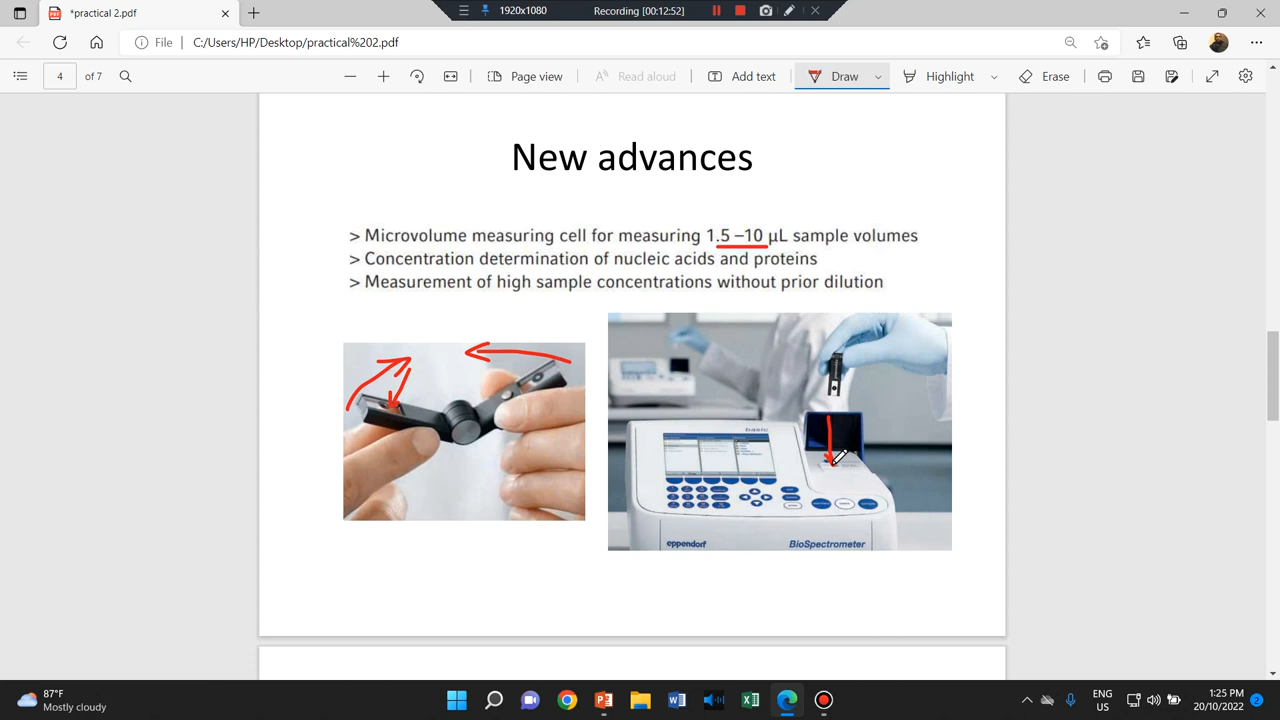 *practical 2.pdf
1920x1080
Recording [00:12:52]
File
C:/Users/HP/Desktop/practical%202.pdf
4
of 7
Page view
Read aloud
Add text
Draw
Highlight
Erase
New advances
> Microvolume measuring cell for measuring 1.5 –10 µL sample volumes
> Concentration determination of nucleic acids and proteins
> Measurement of high sample concentrations without prior dilution
basic
eppendorf
BioSpectrometer
87°F
Mostly cloudy
ENG
US
1:25 PM
20/10/2022
2